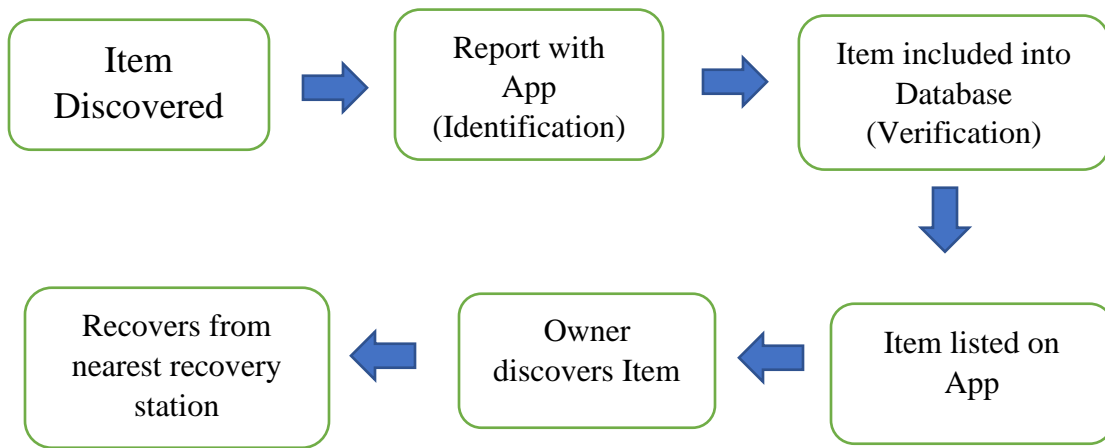 Item
Discovered
Report with
App
(Identification)
Item included into
Database
(Verification)
Item listed on
App
Owner
discovers Item
Recovers from
nearest recovery
station